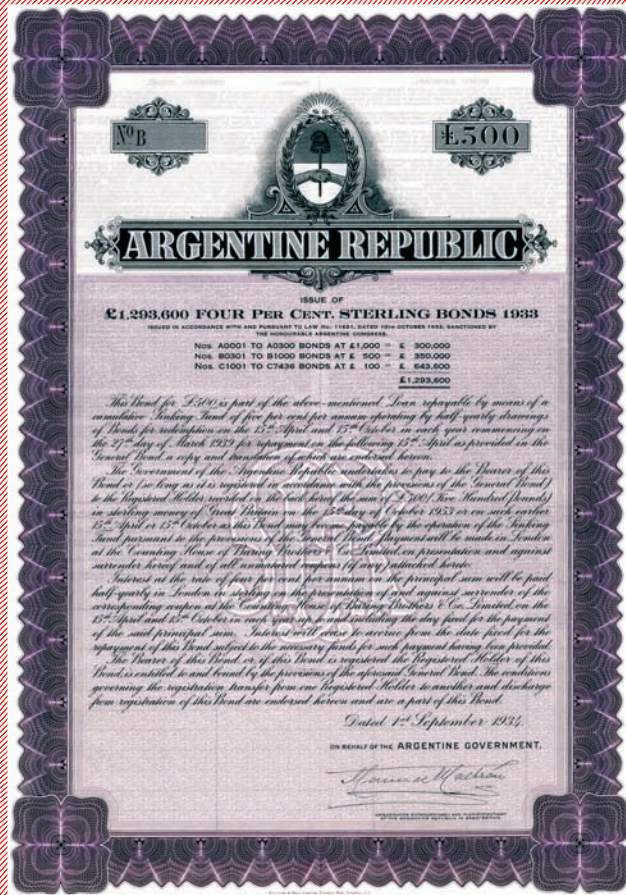 Nº B
£500
ARGENTINE REPUBLIC
ISSUE OF
£1,293,600 FOUR PER CENT. STERLING BONDS 1933
ISSUED IN ACCORDANCE WITH AND PURSUANT TO LAW No. 11821, DATED 10TH OCTOBER 1933, SANCTIONED BY
THE HONOURABLE ARGENTINE CONGRESS.
Nos. A0001 TO A0300 BONDS AT £1,000 = £ 300,000
Nos. B0301 TO B1000 BONDS AT £ 500 = £ 350,000
Nos. C1001 TO C7436 BONDS AT £ 100 = £ 643,600
£1,293,600
This Bond for £500 is part of the above-mentioned Loan repayable by means of a
cumulative Sinking Fund of five per cent per annum operating by half-yearly drawings
of Bonds for redemption on the 15th April and 15th October in each year commencing on
the 27th day of March 1939 for repayment on the following 15th April as provided in the
General Bond, a copy and translation of which are endorsed hereon.
The Government of the Argentine Republic undertakes to pay to the Bearer of this
Bond or (so long as it is registered in accordance with the provisions of the General Bond)
to the Registered Holder recorded on the back hereof the sum of £500 (Five Hundred Pounds)
in sterling money of Great Britain on the 15th day of October 1953 or on such earlier
15th April or 15th October as this Bond may become payable by the operation of the Sinking
Fund pursuant to the provisions of the General Bond. Payment will be made in London
at the Counting House of Baring Brothers & Co. Limited, on presentation and against
surrender hereof and of all unmatured coupons (if any) attached hereto.
Interest at the rate of four per cent per annum on the principal sum will be paid
half-yearly in London in sterling on the presentation of and against surrender of the
corresponding coupon at the Counting House of Baring Brothers & Co. Limited, on the
15th April and 15th October in each year up to and including the day fixed for the payment
of the said principal sum. Interest will cease to accrue from the date fixed for the
repayment of this Bond subject to the necessary funds for such payment having been provided.
The Bearer of this Bond, or if this Bond is registered the Registered Holder of this
Bond, is entitled to and bound by the provisions of the aforesaid General Bond. The conditions
governing the registration transfer from one Registered Holder to another and discharge
from registration of this Bond are endorsed hereon and are a part of this Bond.
Dated 1st September 1934.
ON BEHALF OF THE ARGENTINE GOVERNMENT,
AMBASSADOR EXTRAORDINARY AND PLENIPOTENTIARY
OF THE ARGENTINE REPUBLIC IN GREAT BRITAIN